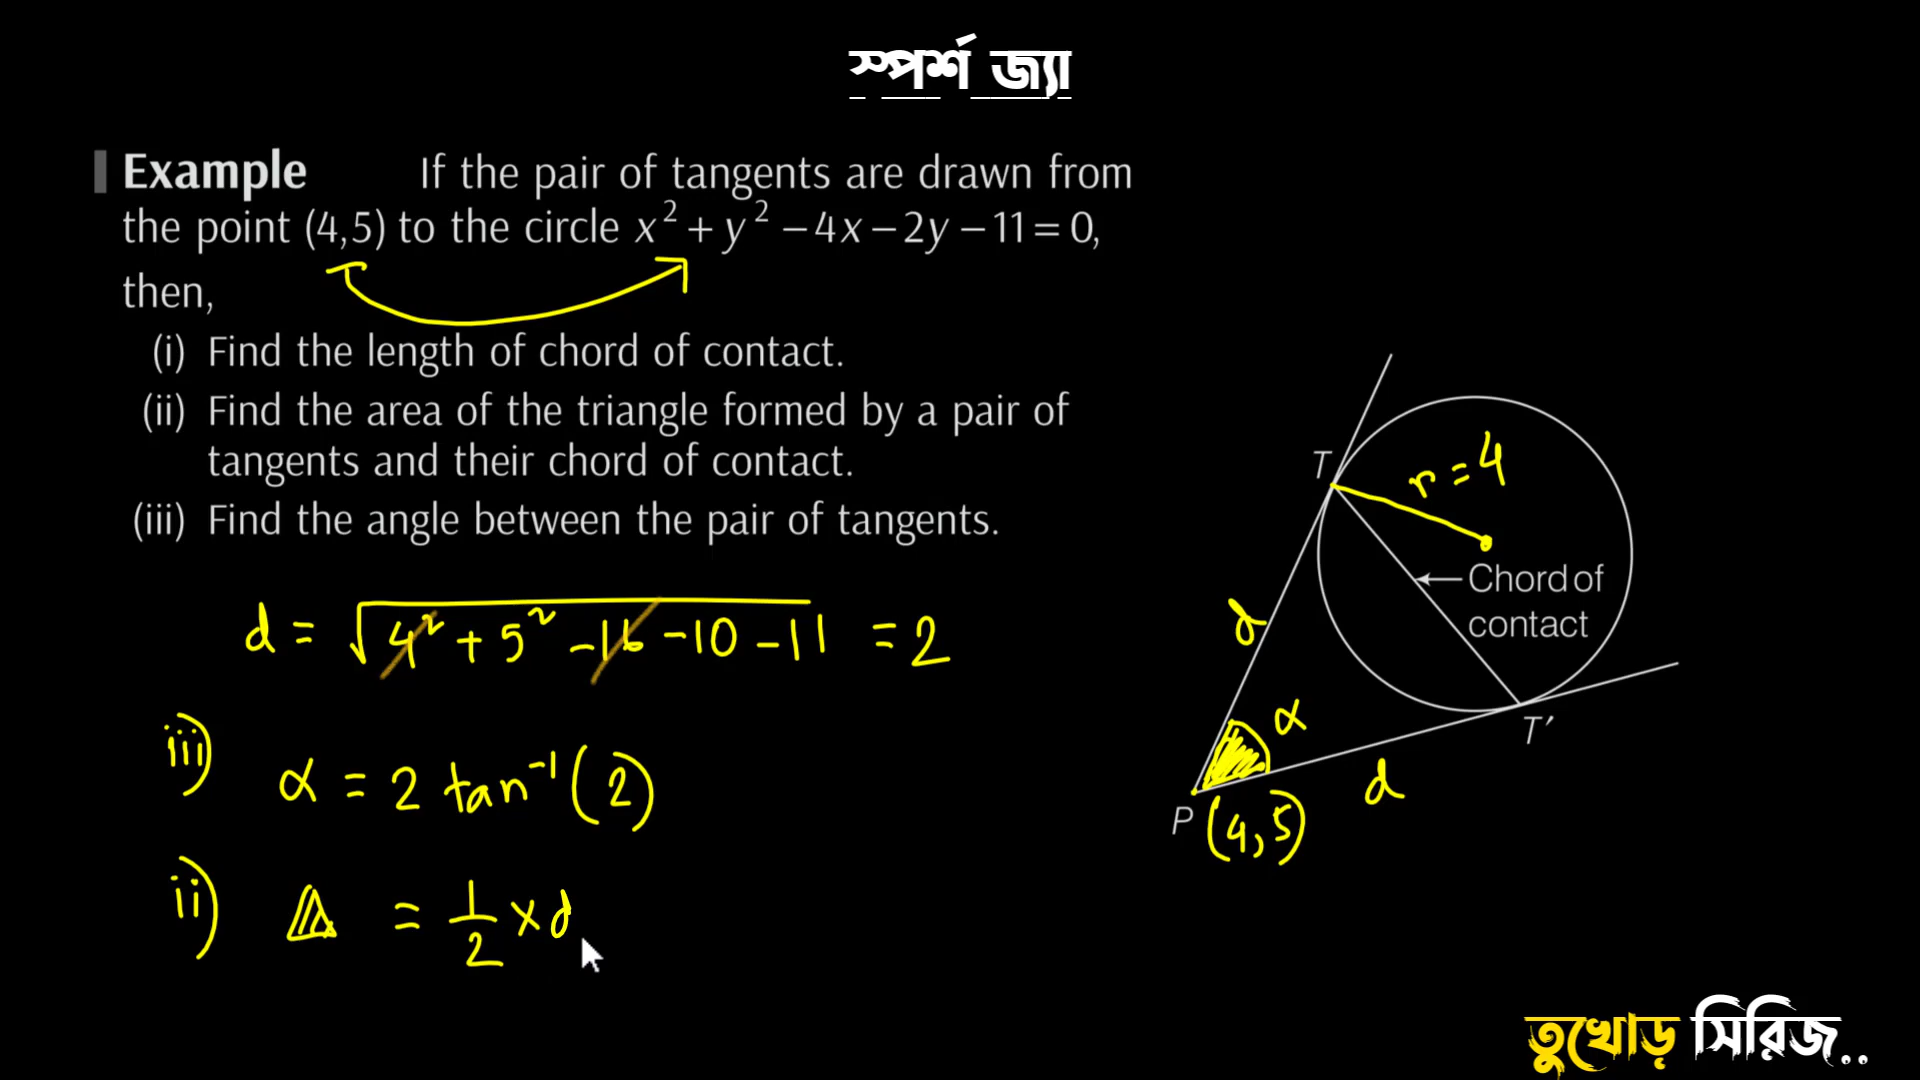 স্পর্শ জ্যা
Example If the pair of tangents are drawn from
the point (4,5) to the circle x² + y² − 4x − 2y − 11 = 0,
then,
(i) Find the length of chord of contact.
(ii) Find the area of the triangle formed by a pair of
tangents and their chord of contact.
(iii) Find the angle between the pair of tangents.
d = √(4² + 5² − 16 − 10 − 11) = 2
iii) α = 2 tan⁻¹(2)
ii) △ = 1/2 × d
T
r = 4
Chord of
contact
d
α
T′
d
P (4,5)
তুখোড় সিরিজ..